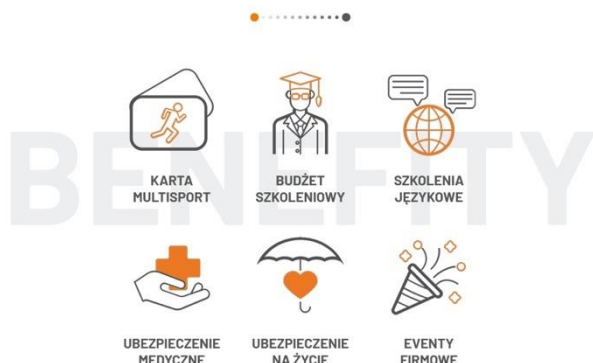 BENEFITY
KARTA
MULTISPORT
BUDŻET
SZKOLENIOWY
SZKOLENIA
JĘZYKOWE
UBEZPIECZENIE
MEDYCZNE
UBEZPIECZENIE
NA ŻYCIE
EVENTY
FIRMOWE